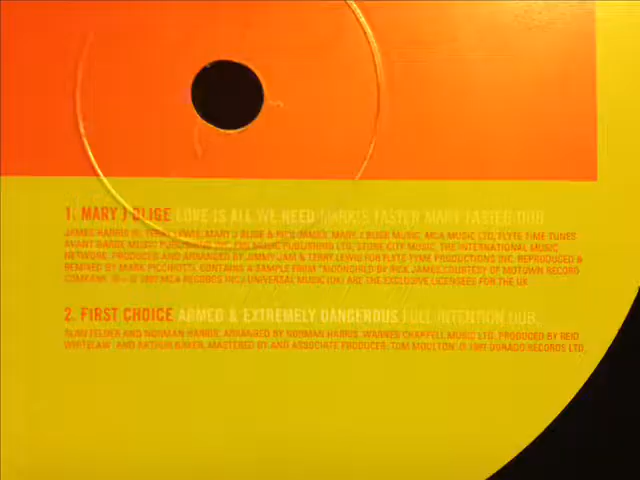 1. MARY J BLIGE LOVE IS ALL WE NEED MARK'S FASTER MARY FASTER DUB
JAMES HARRIS III, TERRY LEWIS, MARY J BLIGE & RICK JAMES. MARY J BLIGE MUSIC, MCA MUSIC LTD, FLYTE TIME TUNES
AVANT GARDE MUSIC PUBLISHING INC, EMI MUSIC PUBLISHING LTD, STONE CITY MUSIC, THE INTERNATIONAL MUSIC
NETWORK. PRODUCED AND ARRANGED BY JIMMY JAM & TERRY LEWIS FOR FLYTE TYME PRODUCTIONS INC. REPRODUCED &
REMIXED BY MARK PICCHIOTTI. CONTAINS A SAMPLE FROM "MOONCHILD" BY RICK JAMES, COURTESY OF MOTOWN RECORD
COMPANY. 1997 MCA RECORDS INC. UNIVERSAL MUSIC (UK) ARE THE EXCLUSIVE LICENSEES FOR THE UK
2. FIRST CHOICE ARMED & EXTREMELY DANGEROUS FULL INTENTION DUB
FELDER AND NORMAN HARRIS. ARRANGED BY NORMAN HARRIS. WARNER CHAPPELL MUSIC LTD. PRODUCED BY REID
WHITELAW AND ARTHUR BAKER. MASTERED BY AND ASSOCIATE PRODUCER: TOM MOULTON. © 1997 DORADO RECORDS LTD.